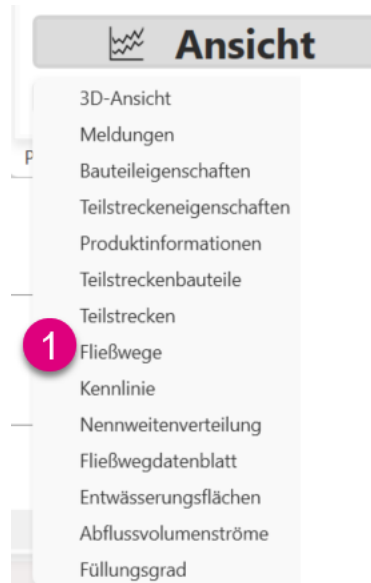 Ansicht
3D-Ansicht
Meldungen
P
Bauteileigenschaften
Teilstreckeneigenschaften
Produktinformationen
Teilstreckenbauteile
Teilstrecken
1
Fließwege
Kennlinie
Nennweitenverteilung
Fließwegdatenblatt
Entwässerungsflächen
Abflussvolumenströme
Füllungsgrad